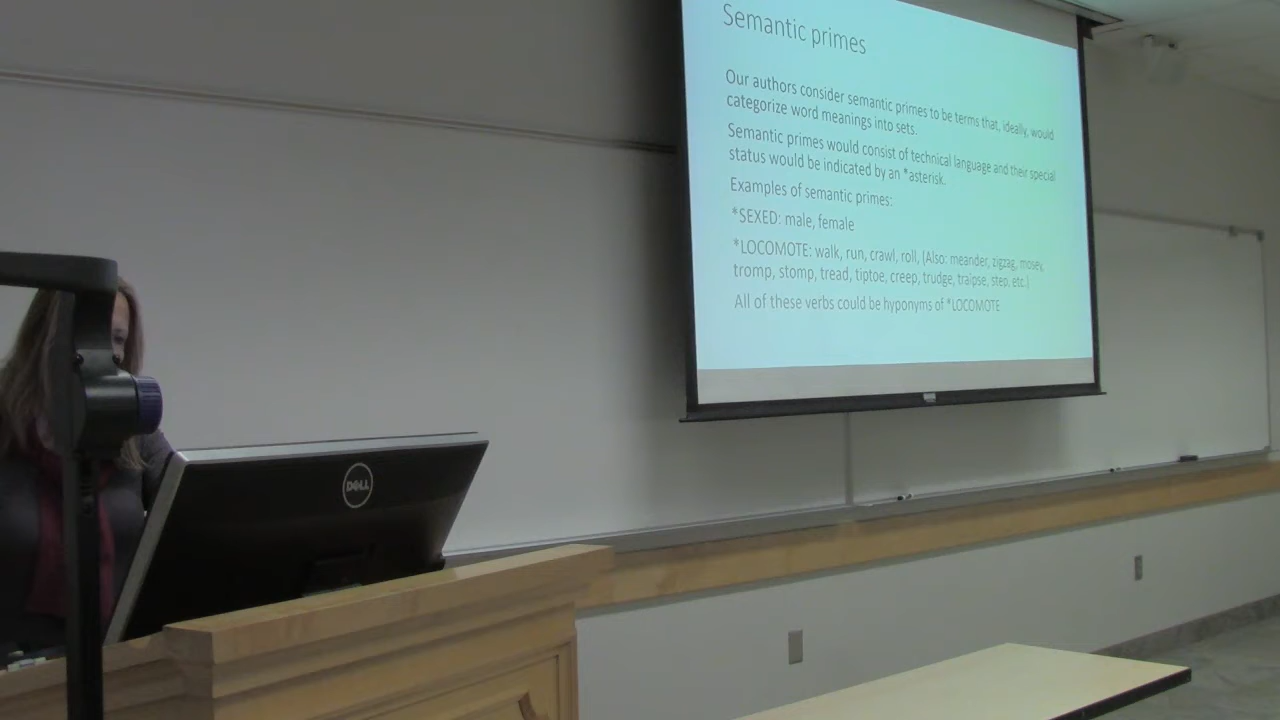 Semantic primes
Our authors consider semantic primes to be terms that, ideally, would
categorize word meanings into sets.
Semantic primes would consist of technical language and their special
status would be indicated by an *asterisk.
Examples of semantic primes:
*SEXED: male, female
*LOCOMOTE: walk, run, crawl, roll, (Also: meander, zigzag, mosey,
tromp, stomp, tread, tiptoe, creep, trudge, traipse, step, etc.)
All of these verbs could be hyponyms of *LOCOMOTE
DELL